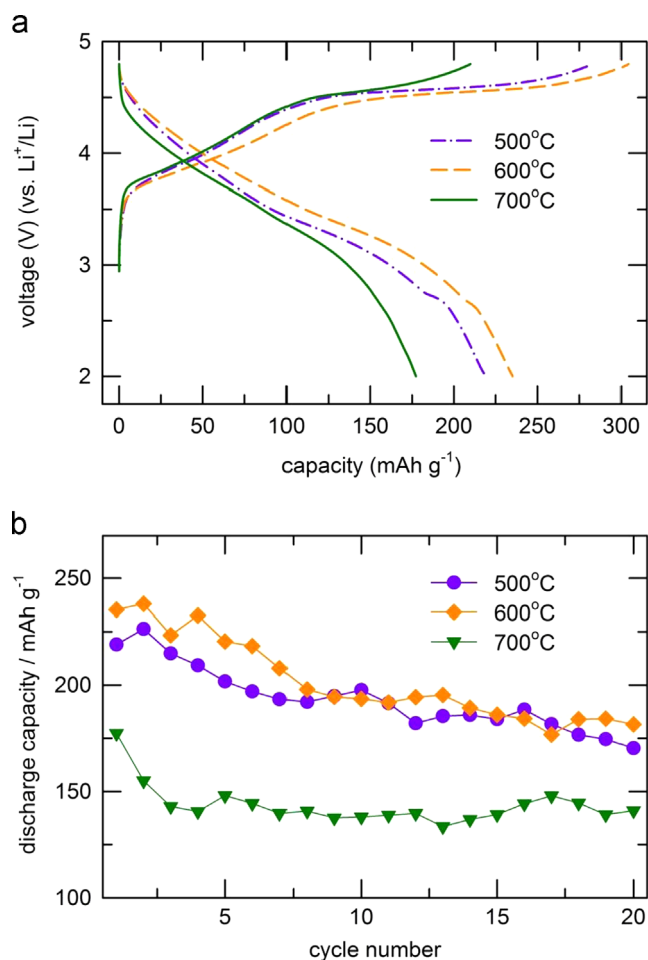 a
5
4
3
2
voltage (V) (vs. Li⁺/Li)
500°C
600°C
700°C
0 50 100 150 200 250 300
capacity (mAh g⁻¹)
b
250
200
150
100
discharge capacity / mAh g⁻¹
500°C
600°C
700°C
5 10 15 20
cycle number